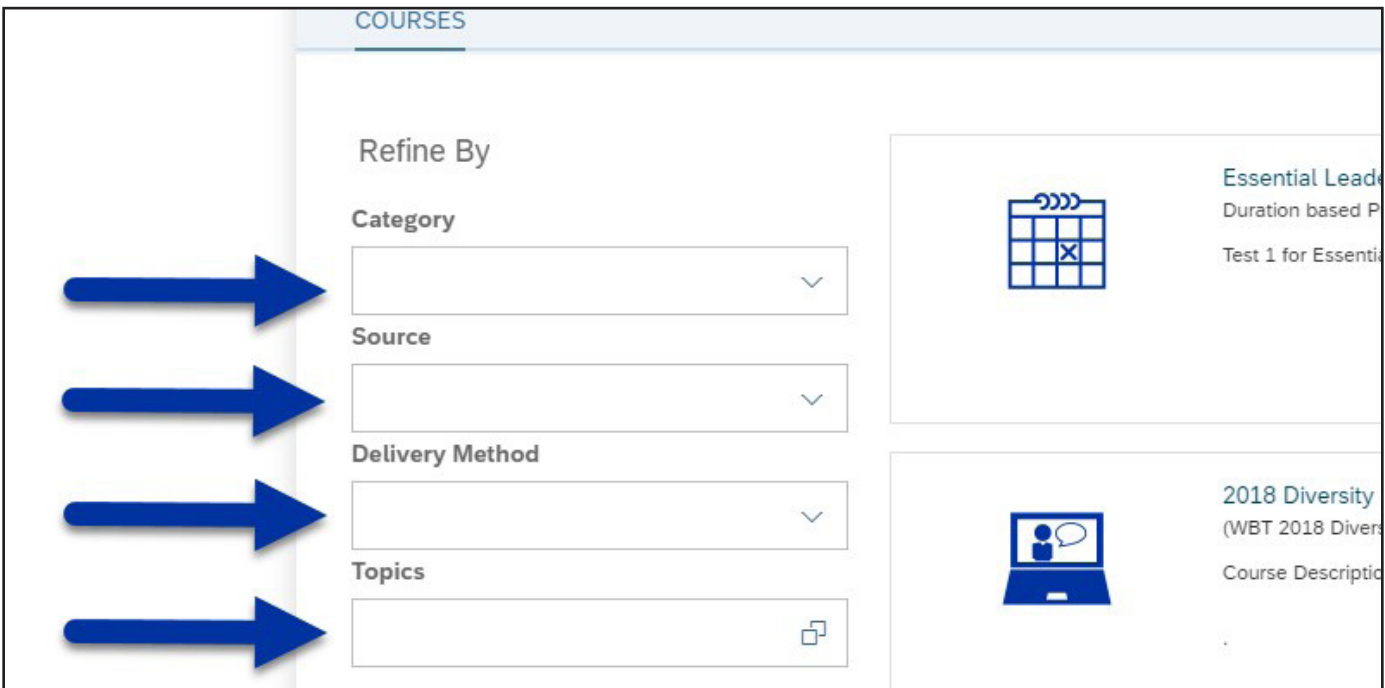 COURSES
Refine By
Category
Source
Delivery Method
Topics
Essential Leade
Duration based P
Test 1 for Essentia
2018 Diversity
(WBT 2018 Divers
Course Descriptio
.